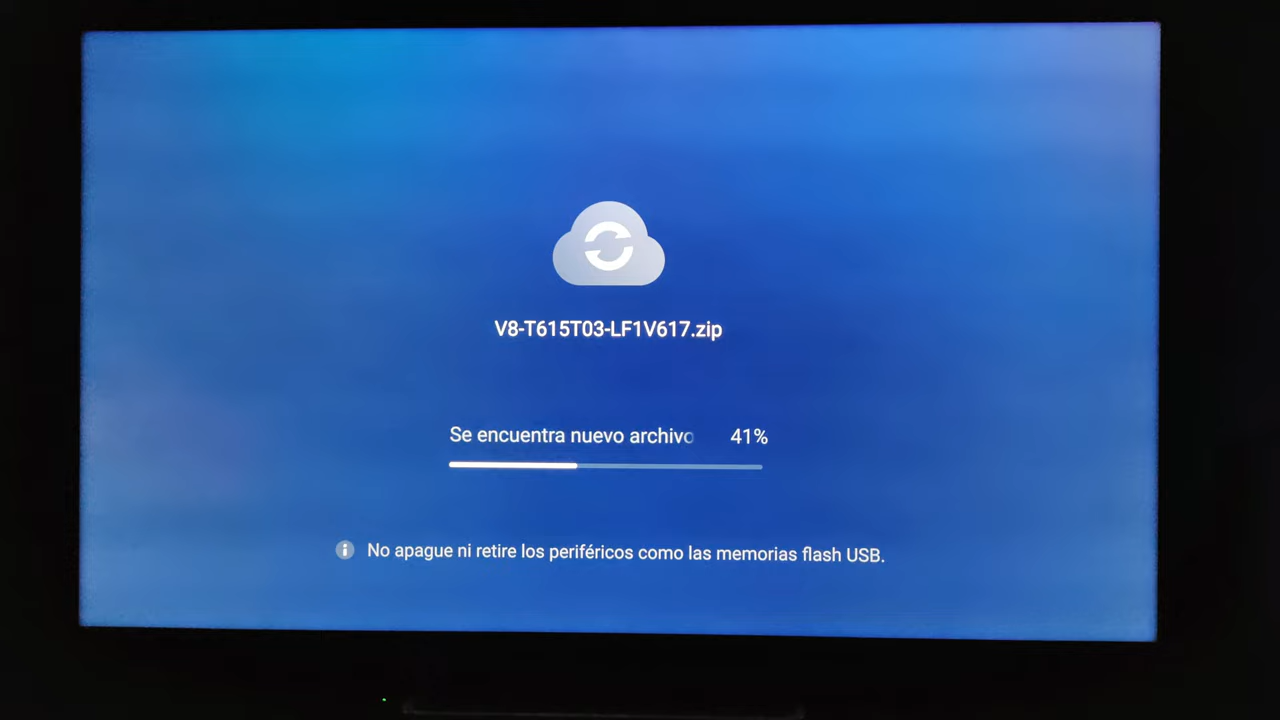 V8-T615T03-LF1V617.zip
Se encuentra nuevo archivo 41%
No apague ni retire los periféricos como las memorias flash USB.